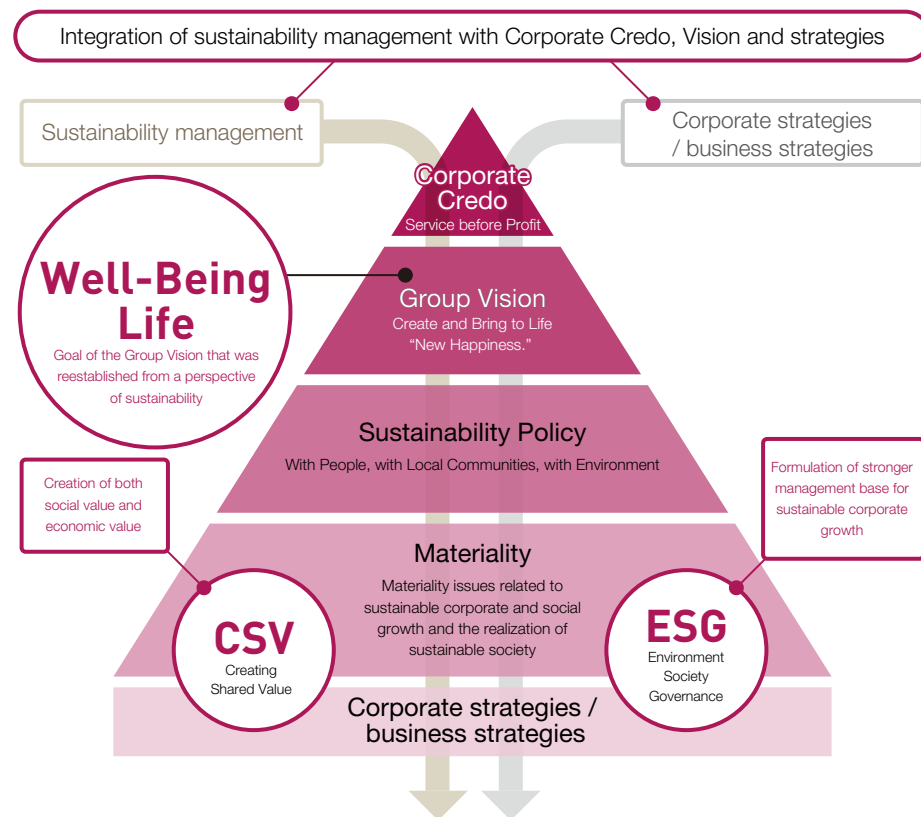 Integration of sustainability management with Corporate Credo, Vision and strategies
Sustainability management
Corporate strategies
/ business strategies
Corporate
Credo
Service before Profit
Well-Being
Life
Goal of the Group Vision that was
reestablished from a perspective
of sustainability
Group Vision
Create and Bring to Life
“New Happiness.”
Sustainability Policy
With People, with Local Communities, with Environment
Creation of both
social value and
economic value
Formulation of stronger
management base for
sustainable corporate
growth
Materiality
Materiality issues related to
sustainable corporate and social
growth and the realization of
sustainable society
CSV
Creating
Shared Value
ESG
Environment
Society
Governance
Corporate strategies /
business strategies